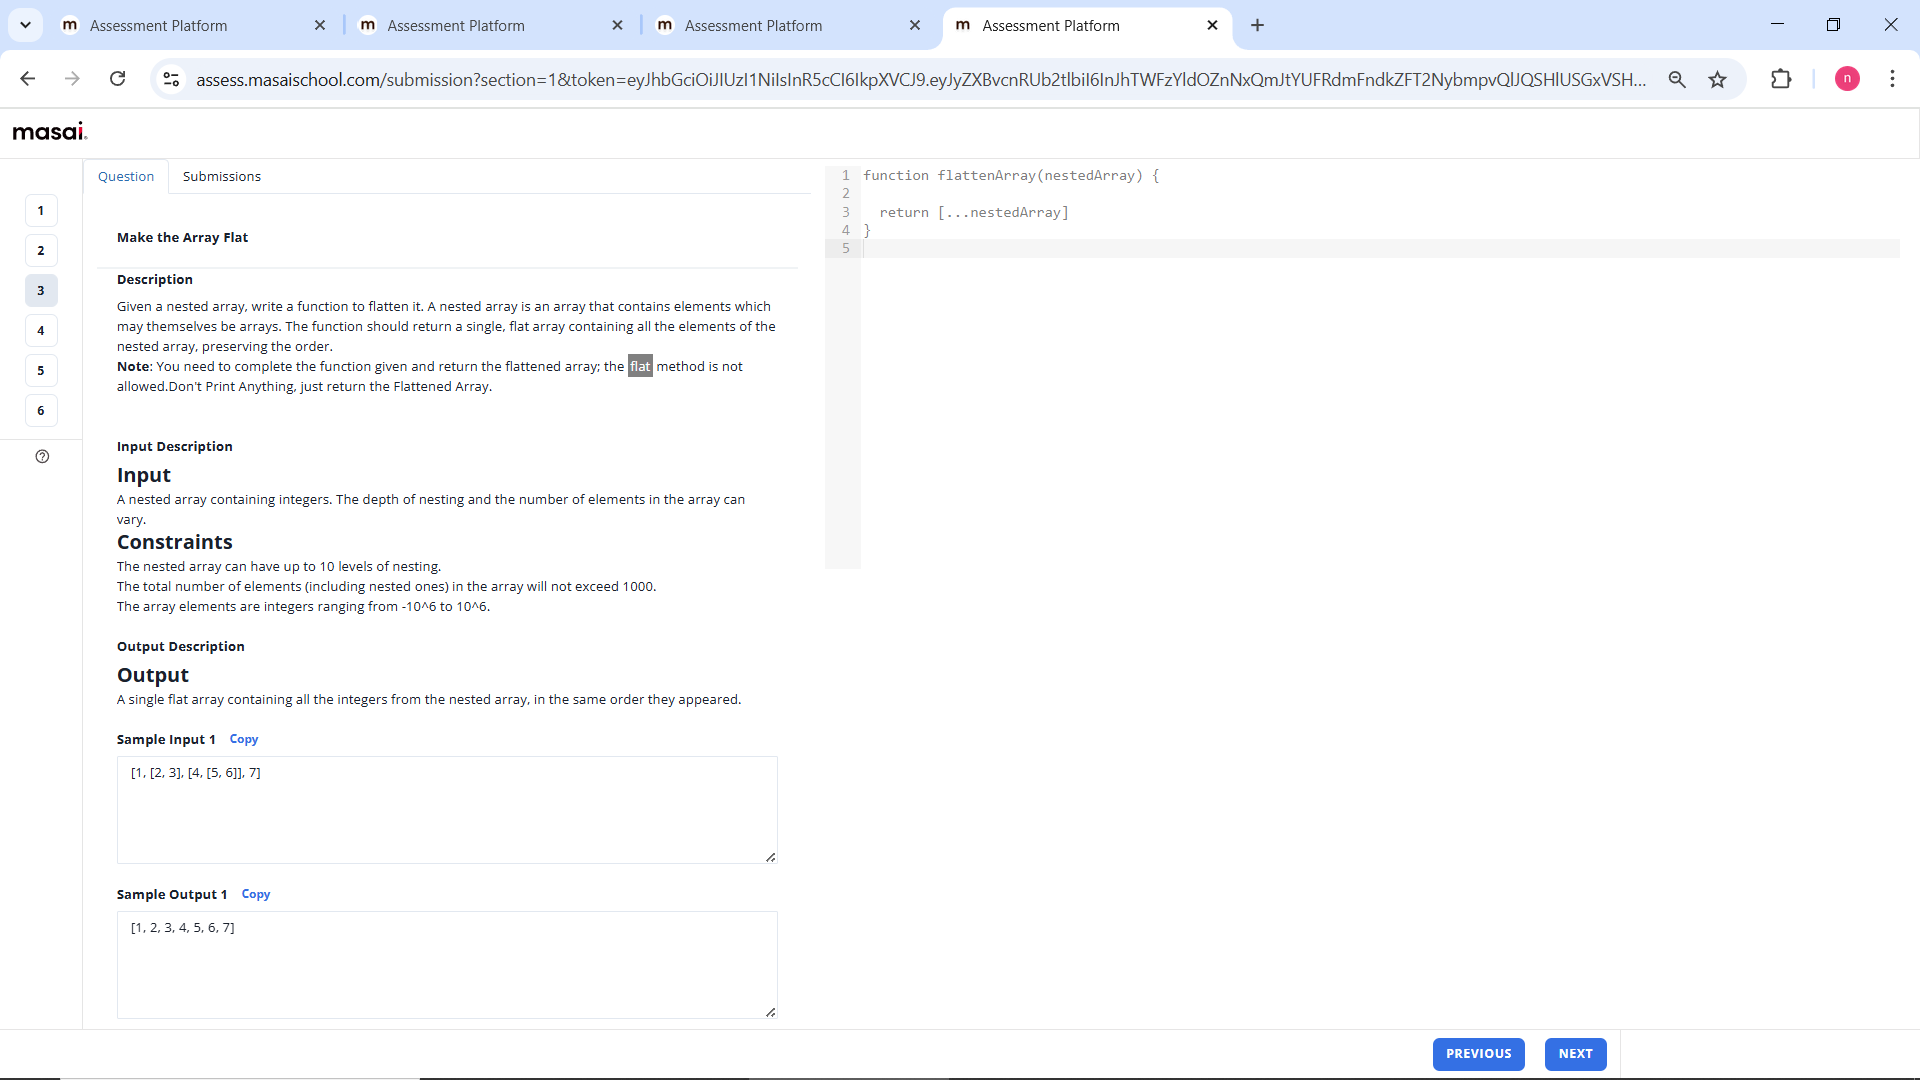 Assessment Platform
Assessment Platform
Assessment Platform
Assessment Platform
assess.masaischool.com/submission?section=1&token=eyJhbGciOiJIUzI1NiIsInR5cCI6IkpXVCJ9.eyJyZXBvcnRUb2tlbiI6InJhTWFzYldOZnNxQmJtYUFRdmFndkZFT2NybmpvQlJQSHlUSGxVSH...
n
masai.
Question
Submissions
1
2
3
4
5
6
Make the Array Flat
Description
Given a nested array, write a function to flatten it. A nested array is an array that contains elements which
may themselves be arrays. The function should return a single, flat array containing all the elements of the
nested array, preserving the order.
Note: You need to complete the function given and return the flattened array; the flat method is not
allowed.Don't Print Anything, just return the Flattened Array.
Input Description
Input
A nested array containing integers. The depth of nesting and the number of elements in the array can
vary.
Constraints
The nested array can have up to 10 levels of nesting.
The total number of elements (including nested ones) in the array will not exceed 1000.
The array elements are integers ranging from -10^6 to 10^6.
Output Description
Output
A single flat array containing all the integers from the nested array, in the same order they appeared.
Sample Input 1 Copy
[1, [2, 3], [4, [5, 6]], 7]
Sample Output 1 Copy
[1, 2, 3, 4, 5, 6, 7]
1 function flattenArray(nestedArray) {
2
3 return [...nestedArray]
4 }
5
PREVIOUS
NEXT